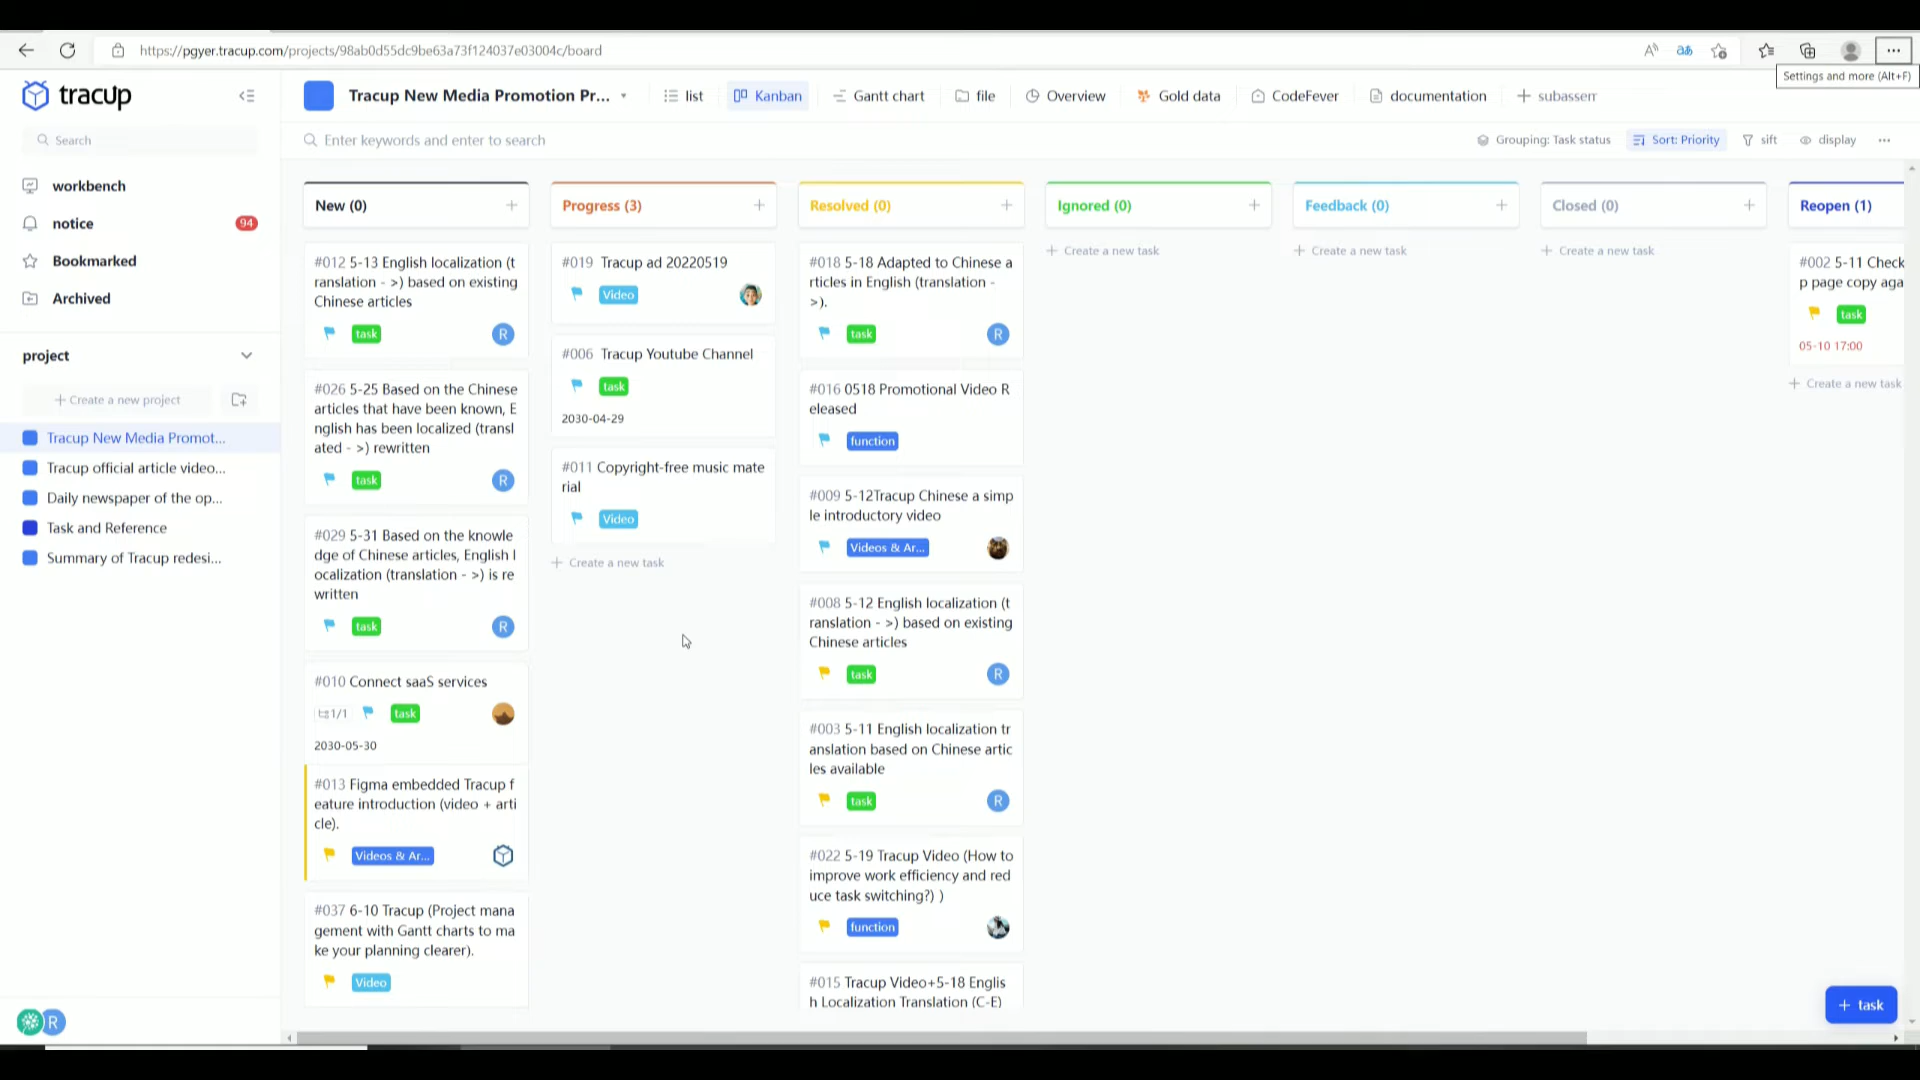 https://pgyer.tracup.com/projects/98ab0d55dc9be63a73f124037e03004c/board
Settings and more (Alt+F)
tracup
Tracup New Media Promotion Pr...
list
Kanban
Gantt chart
file
Overview
Gold data
CodeFever
documentation
+ subassem
Search
Enter keywords and enter to search
Grouping: Task status
Sort: Priority
sift
display
workbench
notice
94
Bookmarked
Archived
project
+ Create a new project
Tracup New Media Promot...
Tracup official article video...
Daily newspaper of the op...
Task and Reference
Summary of Tracup redesi...
R
New (0)
#012 5-13 English localization (t
ranslation - >) based on existing
Chinese articles
task
R
#026 5-25 Based on the Chinese
articles that have been known, E
nglish has been localized (transl
ated - >) rewritten
task
R
#029 5-31 Based on the knowle
dge of Chinese articles, English l
ocalization (translation - >) is re
written
task
R
#010 Connect saaS services
1/1
task
2030-05-30
#013 Figma embedded Tracup f
eature introduction (video + arti
cle).
Videos & Ar...
#037 6-10 Tracup (Project mana
gement with Gantt charts to ma
ke your planning clearer).
Video
Progress (3)
#019 Tracup ad 20220519
Video
#006 Tracup Youtube Channel
task
2030-04-29
#011 Copyright-free music mate
rial
Video
+ Create a new task
Resolved (0)
#018 5-18 Adapted to Chinese a
rticles in English (translation -
>).
task
R
#016 0518 Promotional Video R
eleased
function
#009 5-12Tracup Chinese a simp
le introductory video
Videos & Ar...
#008 5-12 English localization (t
ranslation - >) based on existing
Chinese articles
task
R
#003 5-11 English localization tr
anslation based on Chinese artic
les available
task
R
#022 5-19 Tracup Video (How to
improve work efficiency and red
uce task switching?) )
function
#015 Tracup Video+5-18 Englis
h Localization Translation (C-E)
Ignored (0)
+ Create a new task
Feedback (0)
+ Create a new task
Closed (0)
+ Create a new task
Reopen (1)
#002 5-11 Check
p page copy aga
task
05-10 17:00
+ Create a new task
+ task